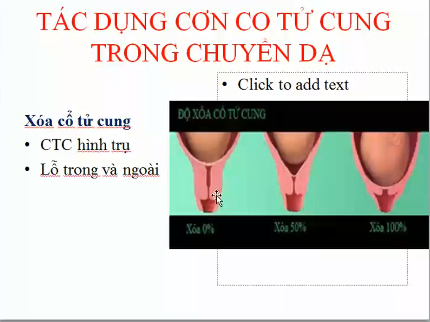 TÁC DỤNG CƠN CO TỬ CUNG
TRONG CHUYỂN DẠ
• Click to add text
Xóa cổ tử cung
• CTC hình trụ
• Lỗ trong và ngoài
ĐỘ XÓA CỔ TỬ CUNG
Xóa 0%
Xóa 50%
Xóa 100%